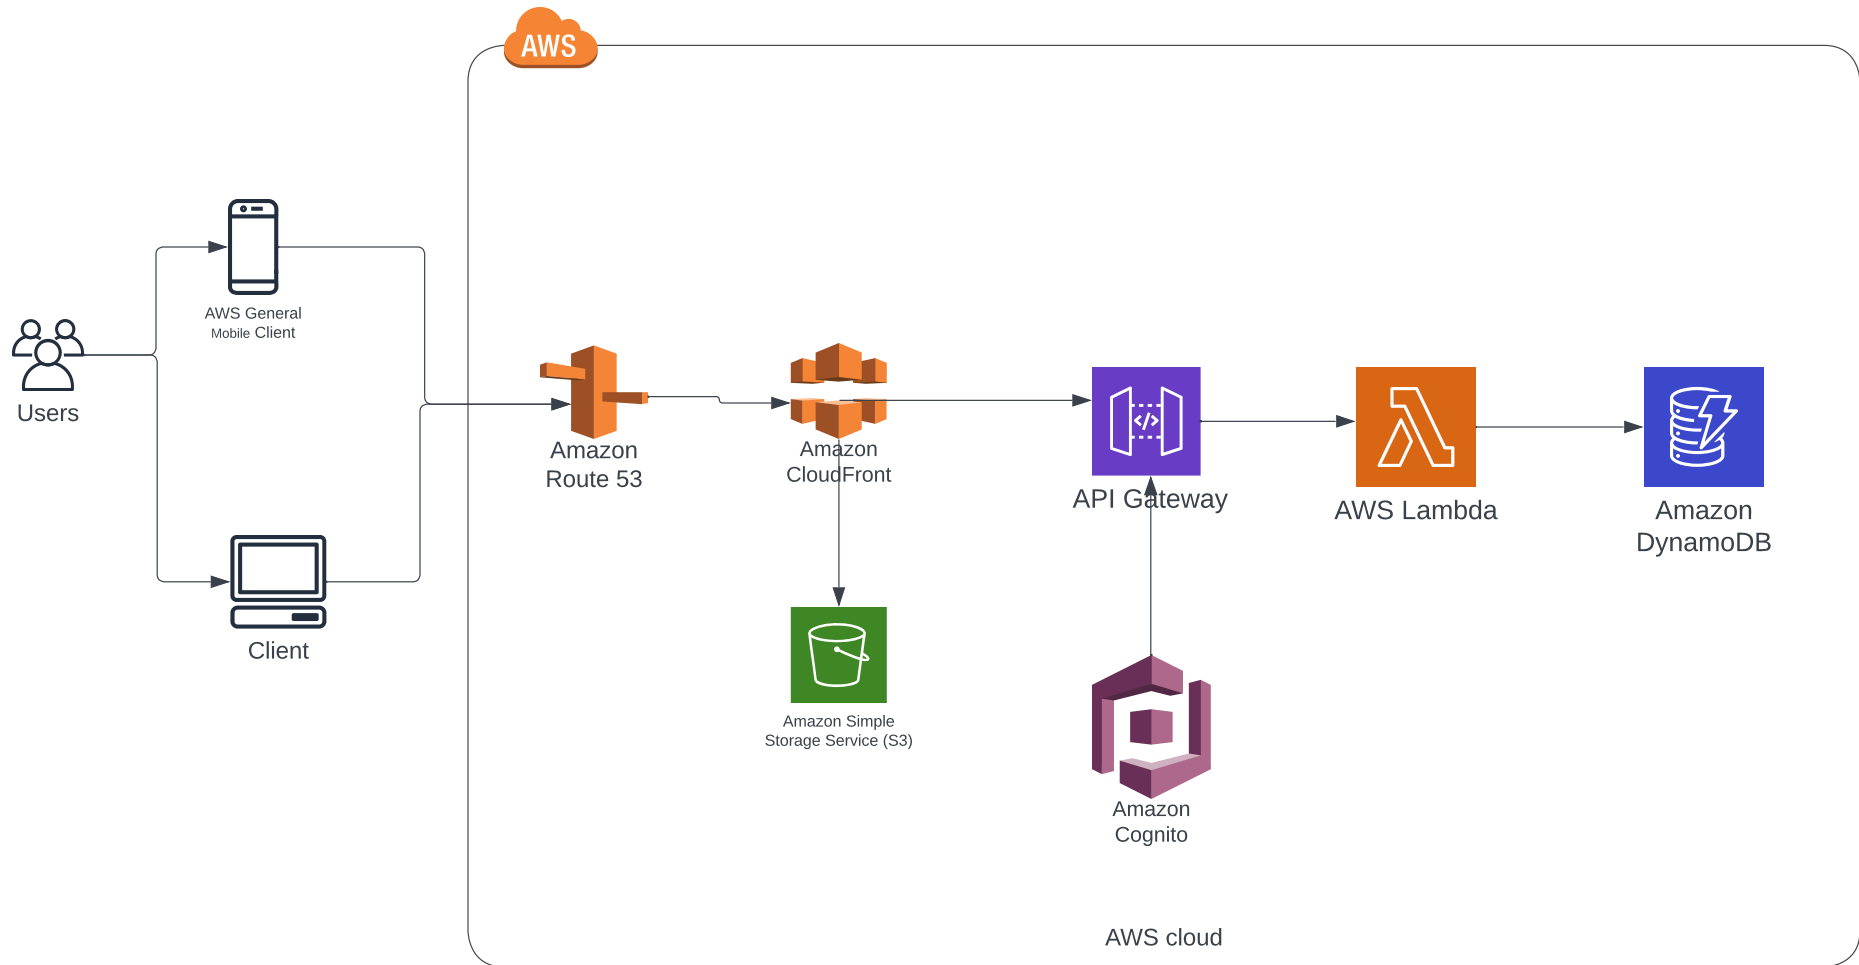 AWS
AWS General
Mobile Client
Users
Client
Amazon
Route 53
Amazon
CloudFront
Amazon Simple
Storage Service (S3)
</>
API Gateway
Amazon
Cognito
AWS Lambda
Amazon
DynamoDB
AWS cloud